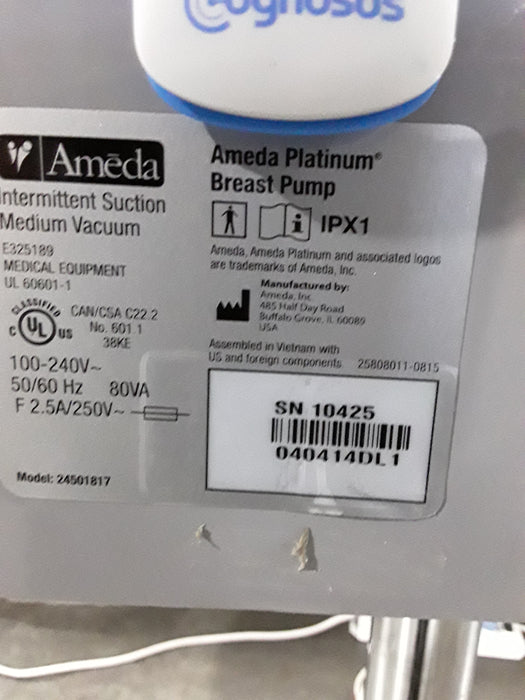 Cognosos
Amēda
Intermittent Suction
Medium Vacuum
E325189
MEDICAL EQUIPMENT
UL 60601-1
CLASSIFIED
C UL US
CAN/CSA C22.2
No. 601.1
38KE
100-240V~
50/60 Hz 80VA
F 2.5A/250V~
Model: 24501817
Ameda Platinum®
Breast Pump
i IPX1
Ameda, Ameda Platinum and associated logos
are trademarks of Ameda, Inc.
Manufactured by:
Ameda, Inc
485 Half Day Road
Buffalo Grove, IL 60089
USA
Assembled in Vietnam with
US and foreign components 25808011-0815
SN 10425
040414DL1